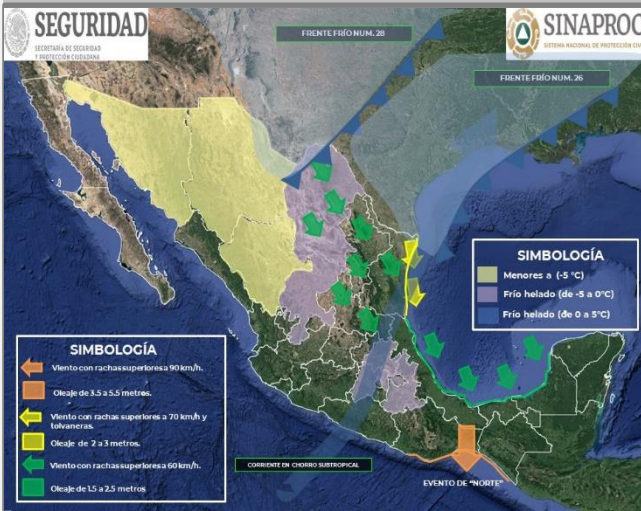 SEGURIDAD
SECRETARÍA DE SEGURIDAD
Y PROTECCIÓN CIUDADANA
FRENTE FRÍO NUM. 28
SINAPROC
SISTEMA NACIONAL DE PROTECCIÓN CIV
FRENTE FRÍO NUM. 26
SIMBOLOGÍA
Menores a (-5 °C)
Frío helado (de -5 a 0°C)
Frío helado (de 0 a 5°C)
SIMBOLOGÍA
Viento con rachas superiores a 90 km/h.
Oleaje de 3.5 a 5.5 metros.
Viento con rachas superiores a 70 km/h y
tolvaneras.
Oleaje de 2 a 3 metros.
Viento con rachas superiores a 60 km/h.
Oleaje de 1.5 a 2.5 metros
CORRIENTE EN CHORRO SUBTROPICAL
EVENTO DE "NORTE"